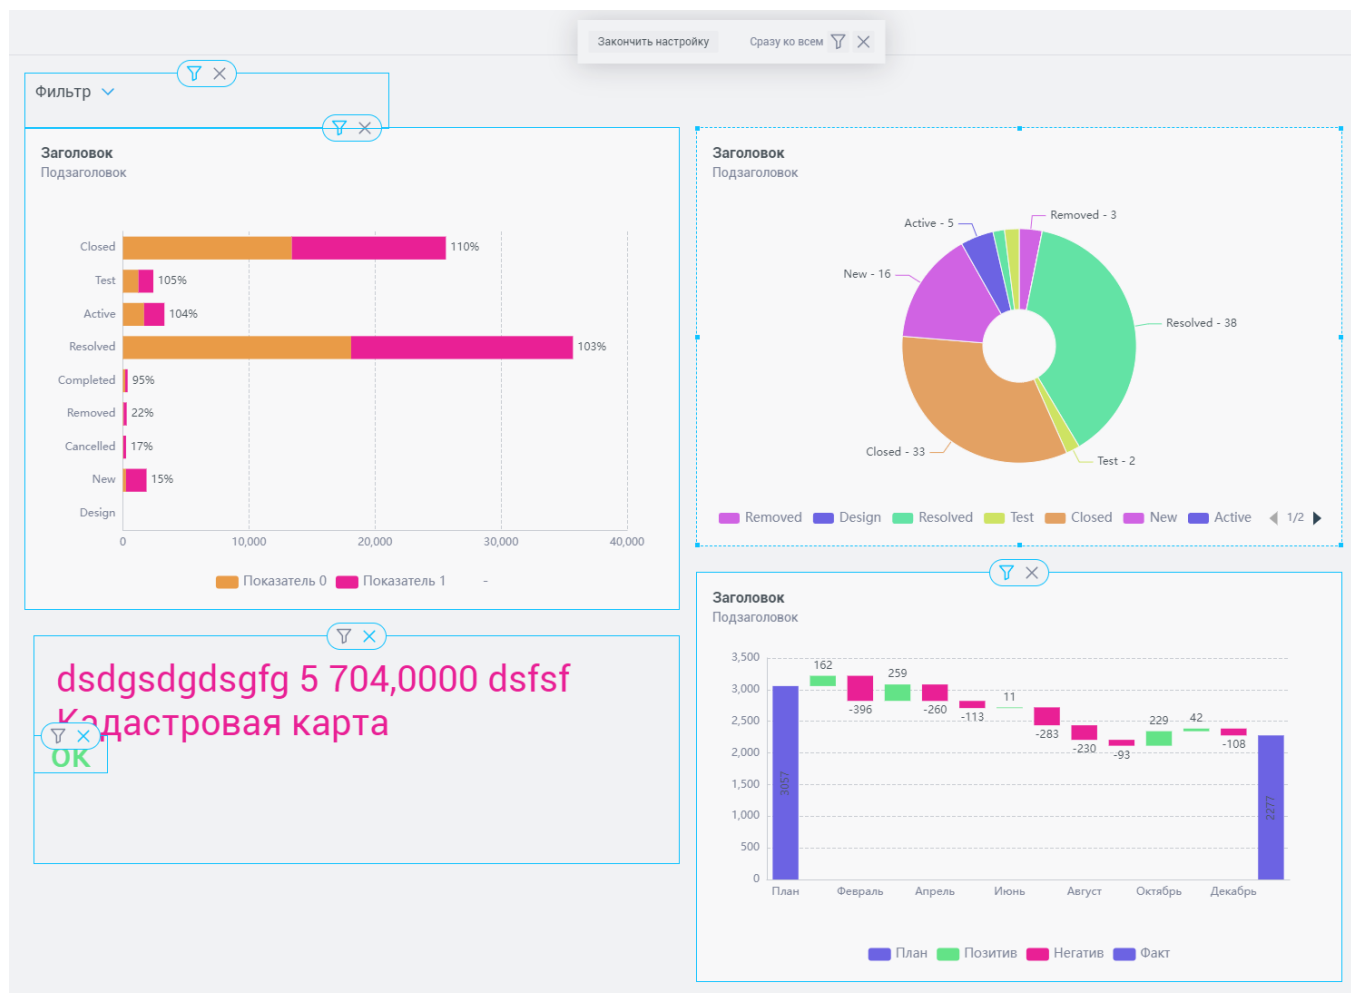 Закончить настройку
Сразу ко всем
Фильтр
Заголовок
Подзаголовок
Closed
110%
Test
105%
Active
104%
Resolved
103%
Completed
95%
Removed
22%
Cancelled
17%
New
15%
Design
0 10,000 20,000 30,000 40,000
Показатель 0 Показатель 1 -
Заголовок
Подзаголовок
Removed - 3
Active - 5
New - 16
Resolved - 38
Closed - 33
Test - 2
Removed Design Resolved Test Closed New Active 1/2
dsdgsdgdsgfg 5 704,0000 dsfsf
Кадастровая карта
OK
Заголовок
Подзаголовок
3,500
3,000
2,500
2,000
1,500
1,000
500
0
3057
162
-396
259
-260
-113
11
-283
-230
-93
229
42
-108
2277
План Февраль Апрель Июнь Август Октябрь Декабрь
План Позитив Негатив Факт